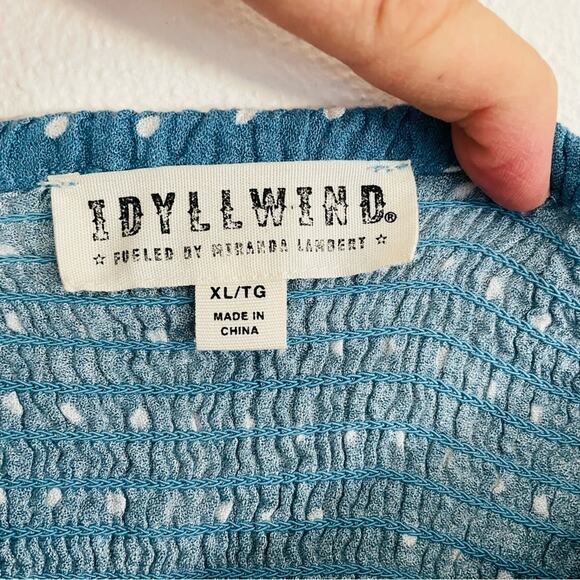 IDYLLWIND®
☆ FUELED BY MIRANDA LAMBERT ☆
XL/TG
MADE IN
CHINA